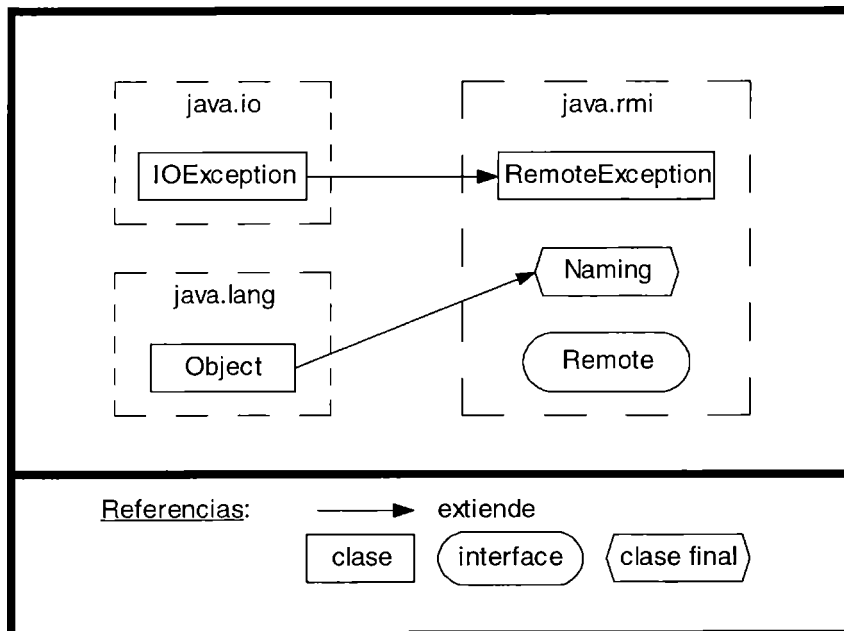 java.io
java.rmi
IOException
RemoteException
Naming
java.lang
Object
Remote
Referencias:
extiende
clase
interface
clase final